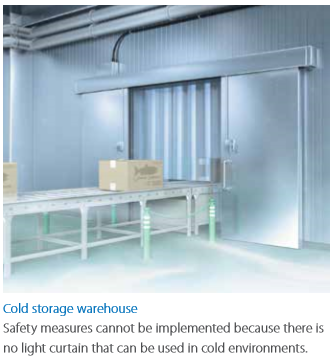 Cold storage warehouse
Safety measures cannot be implemented because there is
no light curtain that can be used in cold environments.